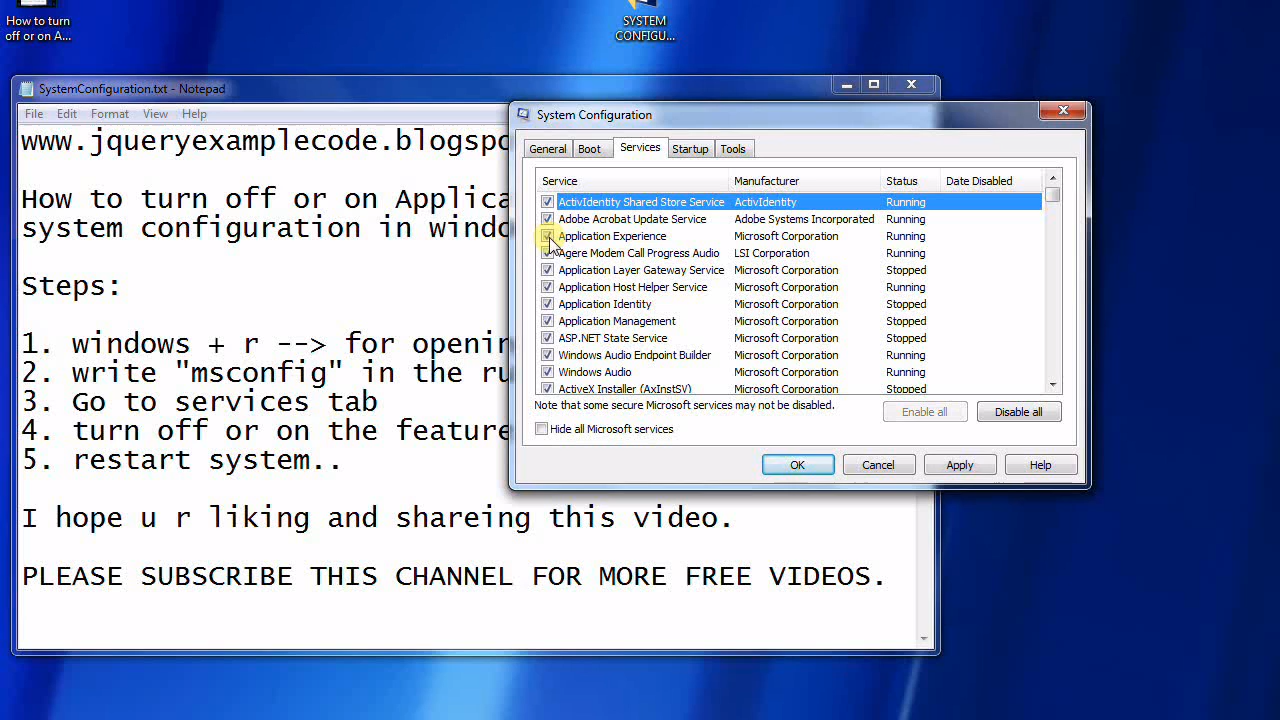 How to turn
off or on A...
SYSTEM
CONFIGU...
SystemConfiguration.txt - Notepad
File Edit Format View Help
www.jqueryexamplecode.blogspo
How to turn off or on Applica
system configuration in windo
Steps:
1. windows + r --> for openin
2. write "msconfig" in the ru
3. Go to services tab
4. turn off or on the feature
5. restart system..
I hope u r liking and shareing this video.
PLEASE SUBSCRIBE THIS CHANNEL FOR MORE FREE VIDEOS.
System Configuration
General Boot Services Startup Tools
Service Manufacturer Status Date Disabled
ActivIdentity Shared Store Service ActivIdentity Running
Adobe Acrobat Update Service Adobe Systems Incorporated Running
Application Experience Microsoft Corporation Running
Agere Modem Call Progress Audio LSI Corporation Running
Application Layer Gateway Service Microsoft Corporation Stopped
Application Host Helper Service Microsoft Corporation Running
Application Identity Microsoft Corporation Stopped
Application Management Microsoft Corporation Stopped
ASP.NET State Service Microsoft Corporation Stopped
Windows Audio Endpoint Builder Microsoft Corporation Running
Windows Audio Microsoft Corporation Running
ActiveX Installer (AxInstSV) Microsoft Corporation Stopped
Note that some secure Microsoft services may not be disabled.
Enable all Disable all
Hide all Microsoft services
OK Cancel Apply Help